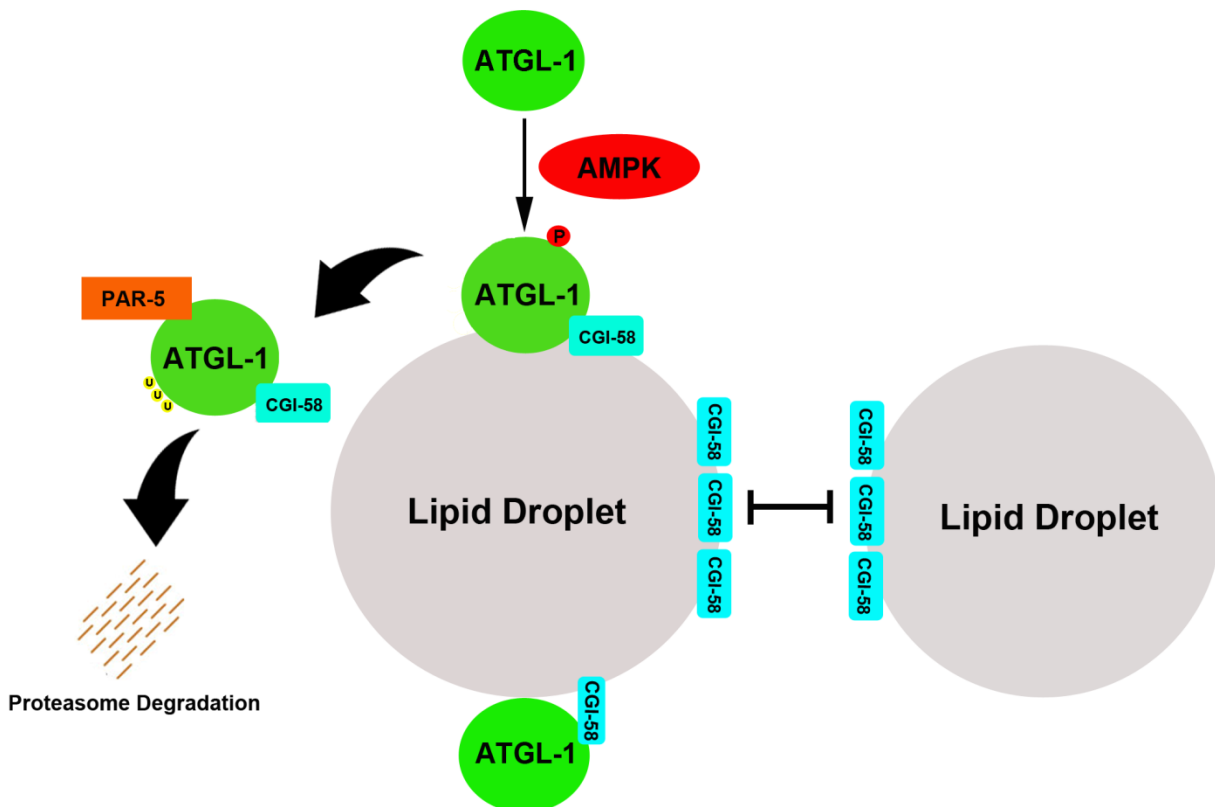 ATGL-1
AMPK
P
ATGL-1
CGI-58
PAR-5
ATGL-1
U
U
U
CGI-58
CGI-58
CGI-58
CGI-58
CGI-58
CGI-58
CGI-58
Lipid Droplet
Lipid Droplet
Proteasome Degradation
CGI-58
ATGL-1